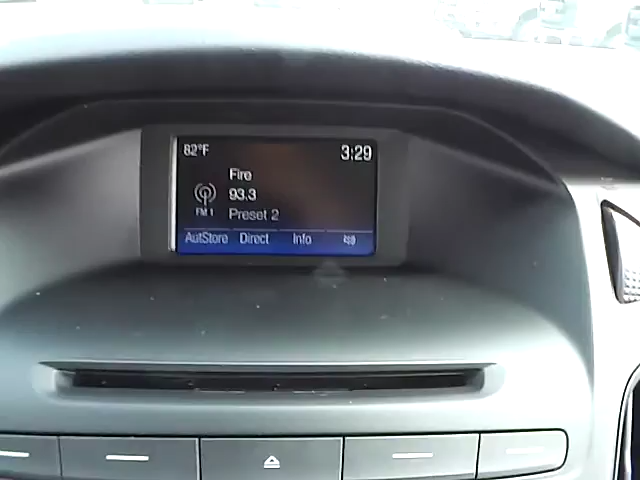 82°F 3:29
Fire
93.3
FM 1 Preset 2
AutStore Direct Info